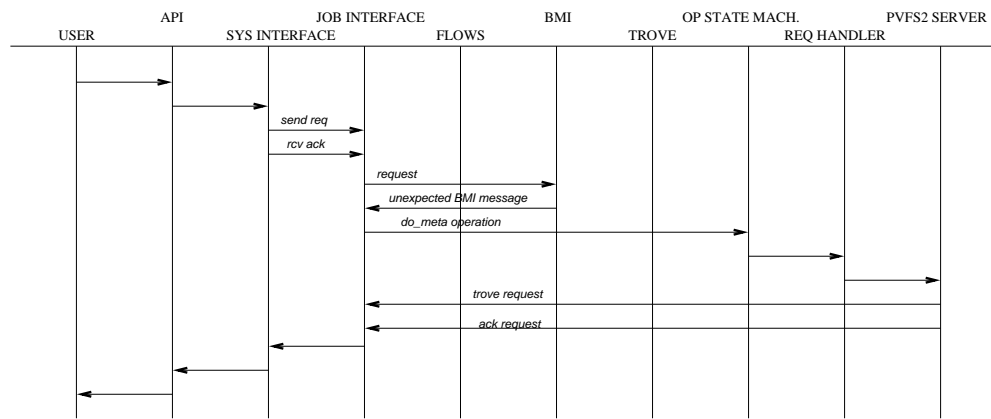 API JOB INTERFACE BMI OP STATE MACH. PVFS2 SERVER
USER SYS INTERFACE FLOWS TROVE REQ HANDLER
send req
rcv ack
request
unexpected BMI message
do_meta operation
trove request
ack request